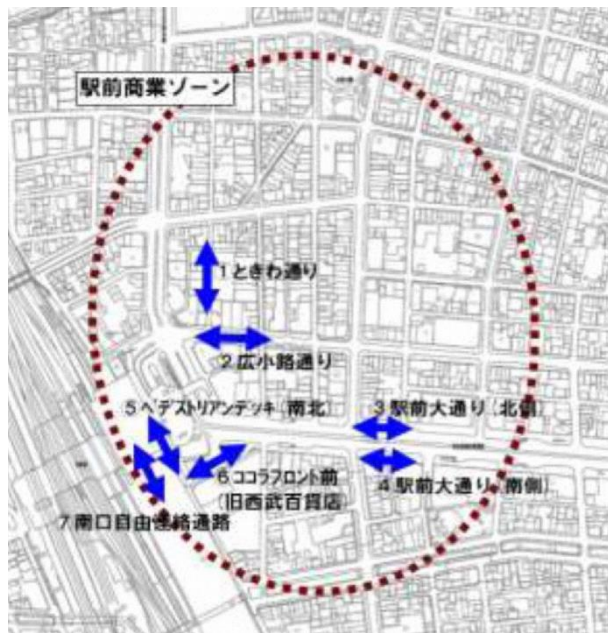 駅前商業ゾーン
1ときわ通り
2広小路通り
5ペデストリアンデッキ(南北)
3駅前大通り(北側)
6ココラフロント前
(旧西武百貨店)
4駅前大通り(南側)
7南口自由連絡通路